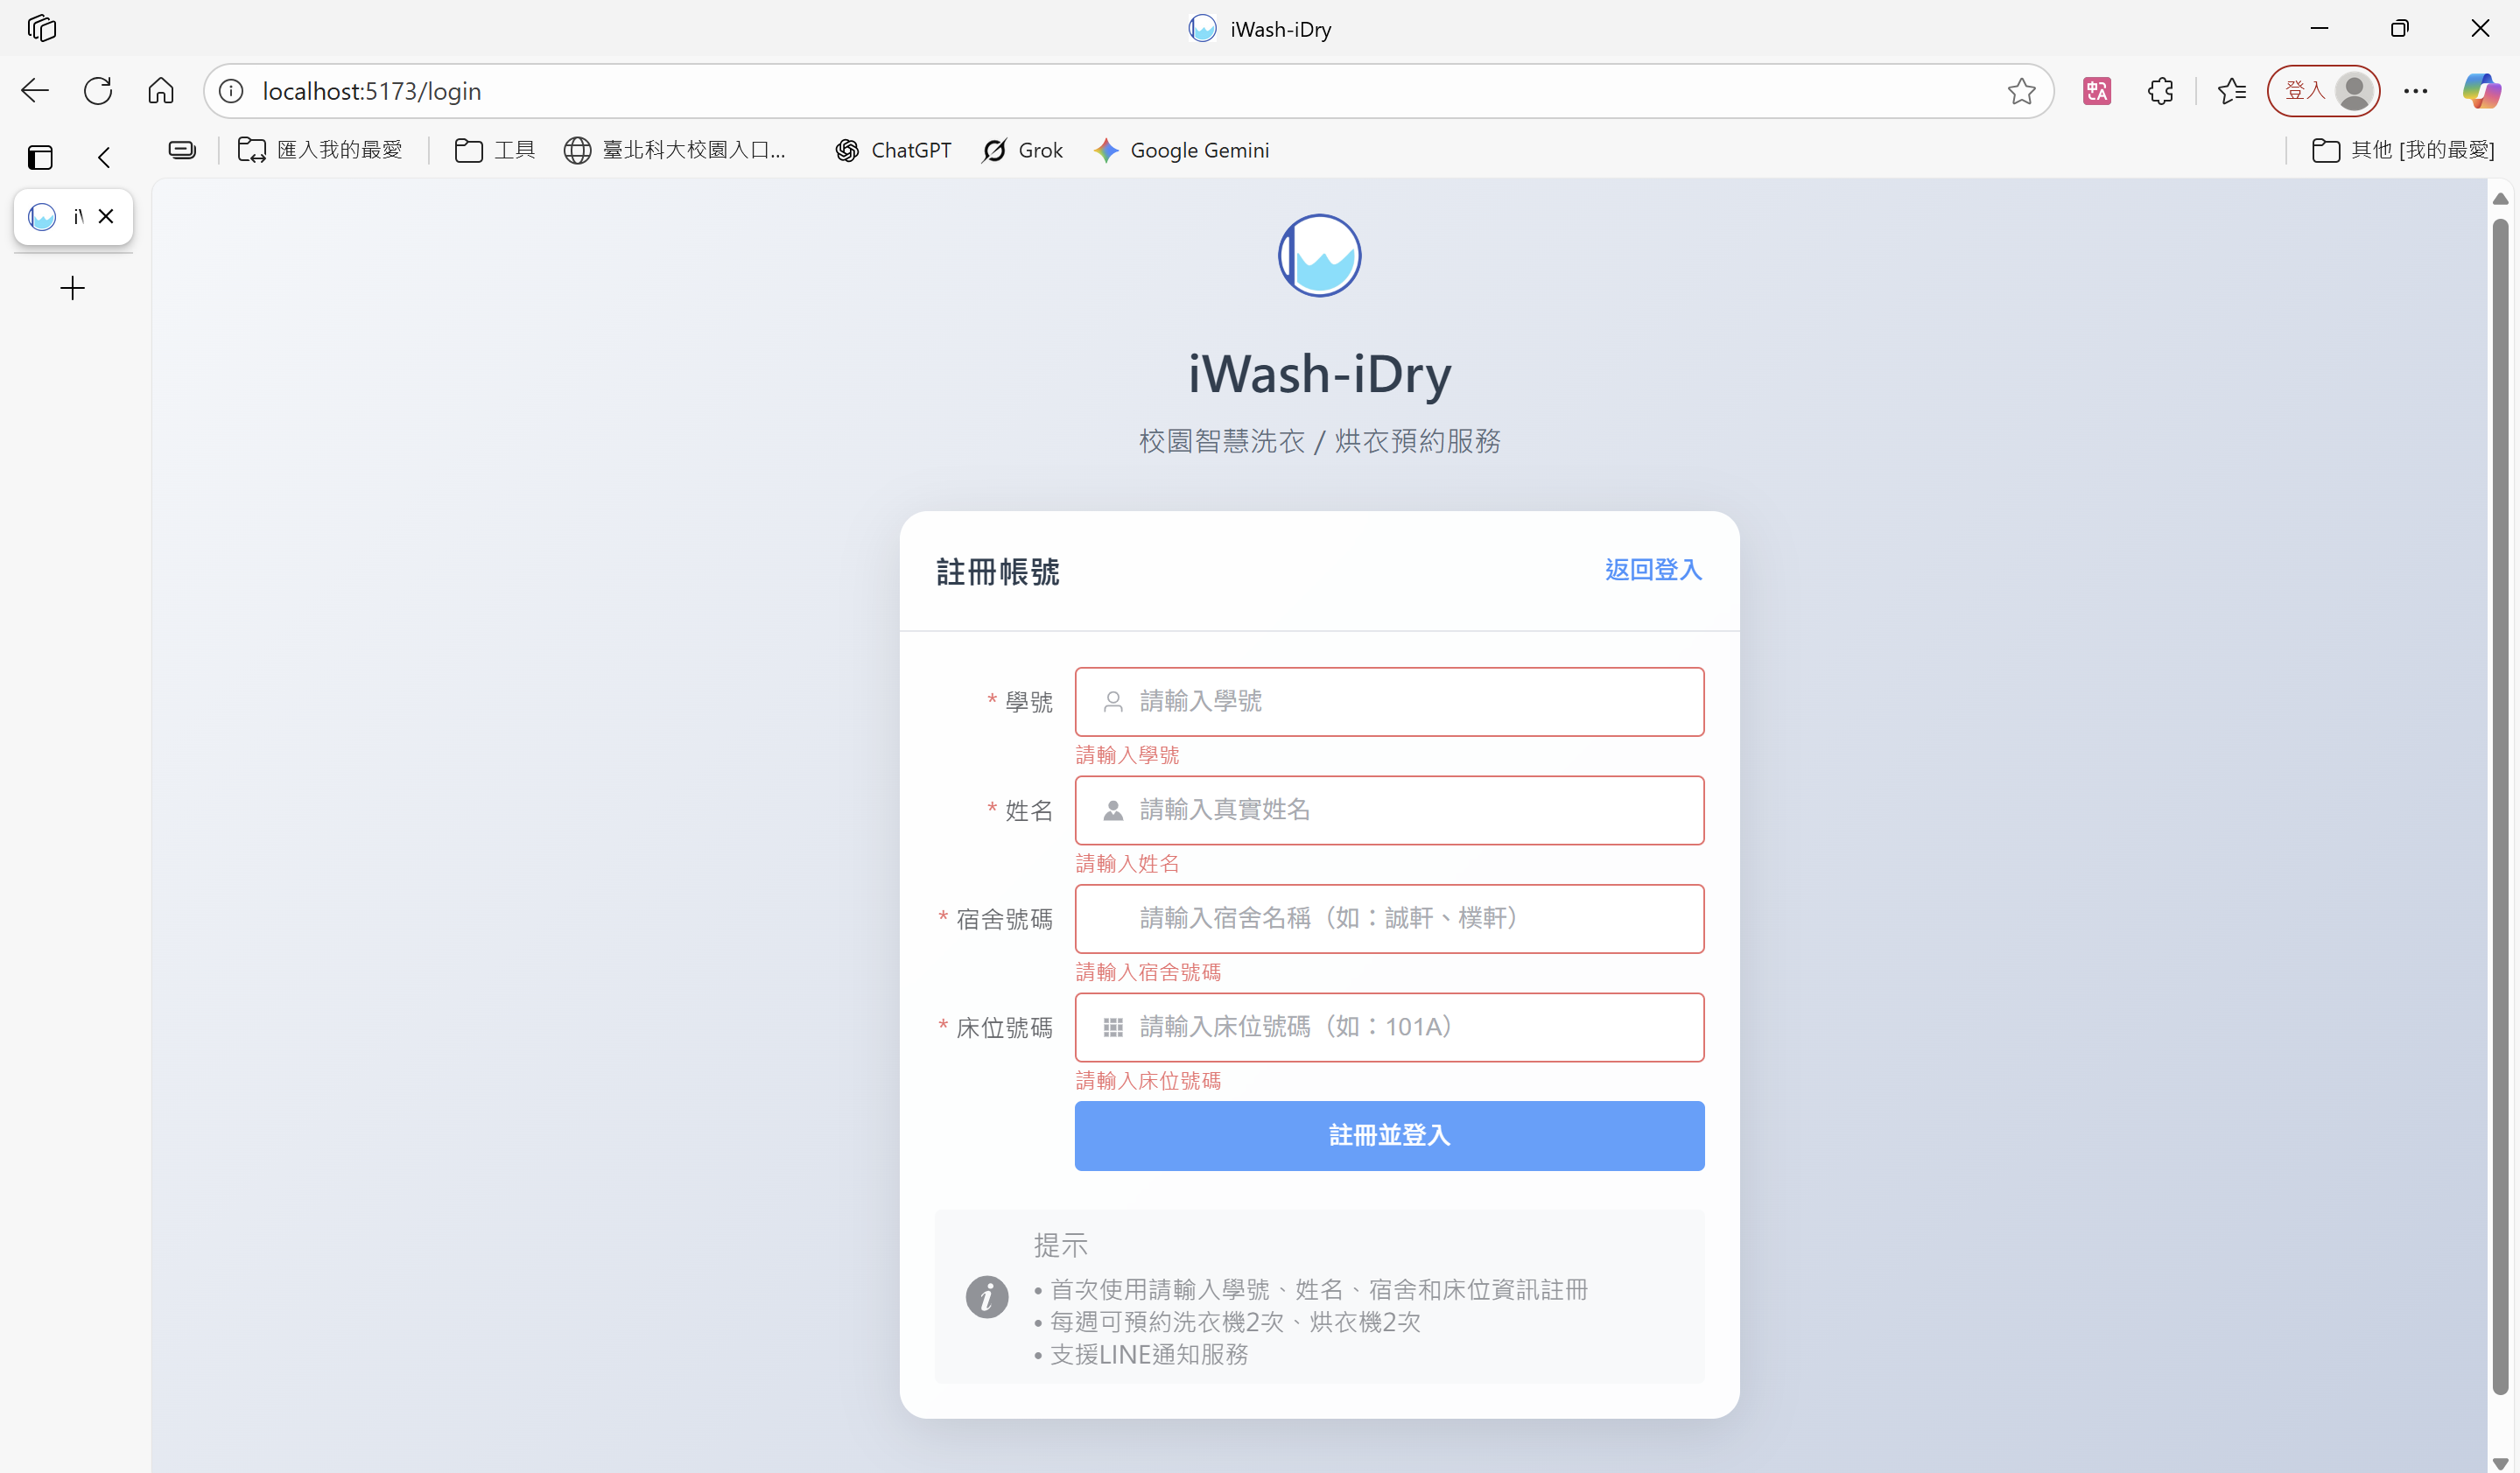 iWash-iDry
localhost:5173/login
登入
匯入我的最愛
工具
臺北科大校園入口...
ChatGPT
Grok
Google Gemini
其他 [我的最愛]
iWash-iDry
校園智慧洗衣 / 烘衣預約服務
註冊帳號
返回登入
* 學號
請輸入學號
請輸入學號
* 姓名
請輸入真實姓名
請輸入姓名
* 宿舍號碼
請輸入宿舍名稱（如：誠軒、樸軒）
請輸入宿舍號碼
* 床位號碼
請輸入床位號碼（如：101A）
請輸入床位號碼
註冊並登入
提示
• 首次使用請輸入學號、姓名、宿舍和床位資訊註冊
• 每週可預約洗衣機2次、烘衣機2次
• 支援LINE通知服務